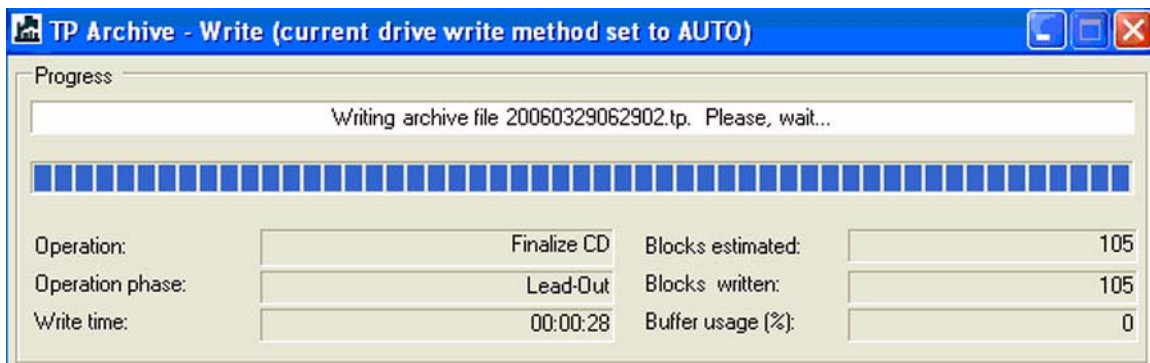 TP Archive - Write (current drive write method set to AUTO)
Progress
Writing archive file 20060329062902.tp. Please, wait...
Operation: Finalize CD Blocks estimated: 105
Operation phase: Lead-Out Blocks written: 105
Write time: 00:00:28 Buffer usage (%): 0